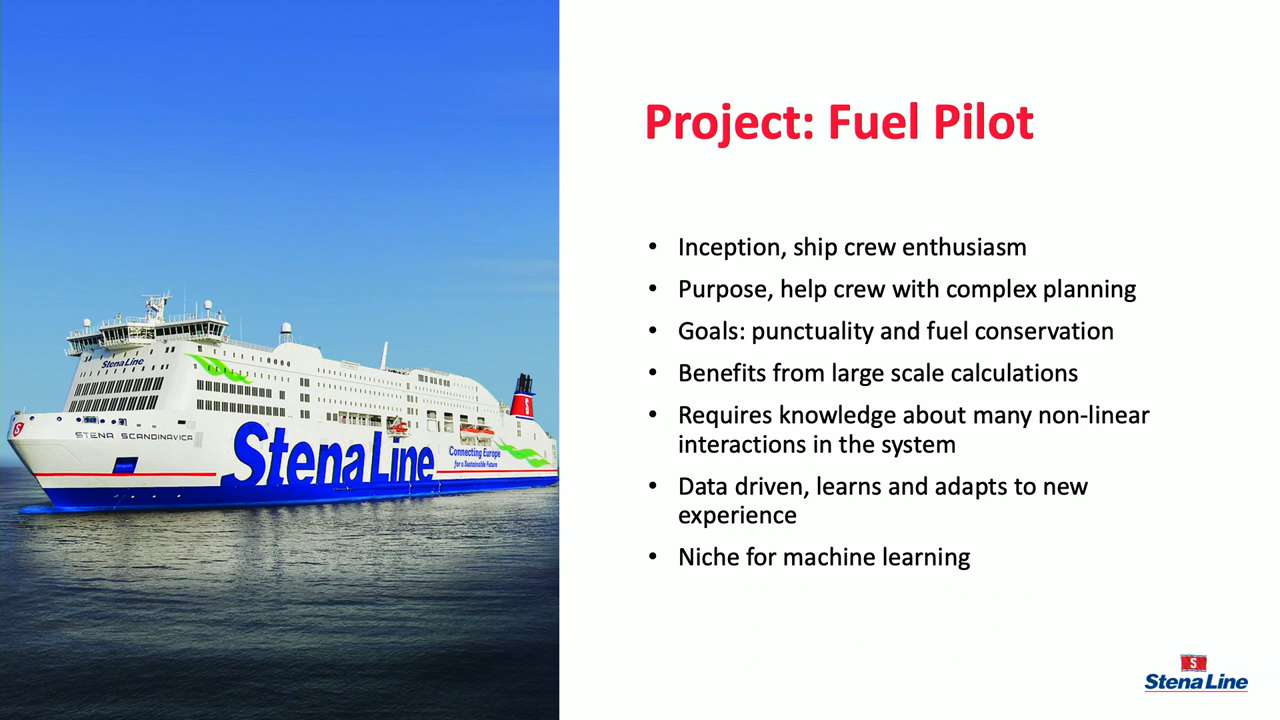 Project: Fuel Pilot
• Inception, ship crew enthusiasm
• Purpose, help crew with complex planning
• Goals: punctuality and fuel conservation
• Benefits from large scale calculations
• Requires knowledge about many non-linear
interactions in the system
• Data driven, learns and adapts to new
experience
• Niche for machine learning
Stena Line
S
S
STENA SCANDINAVICA
Stena Line
Connecting Europe
for a Sustainable Future
S
Stena Line